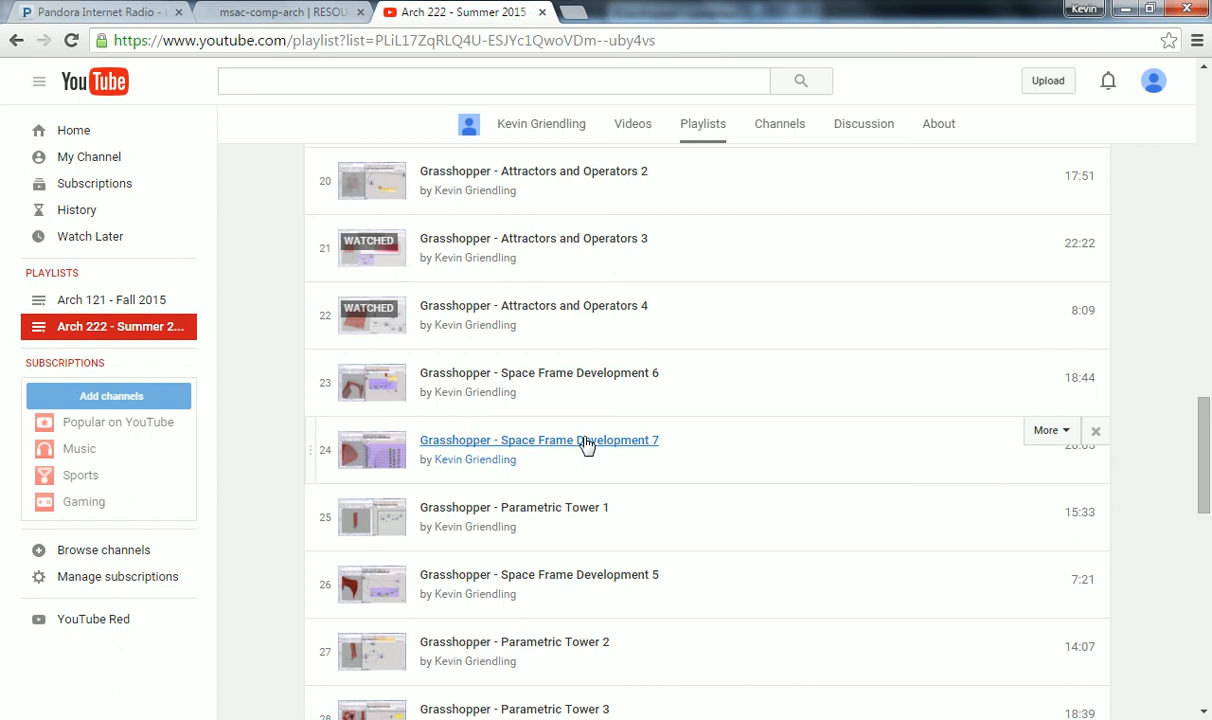 Pandora Internet Radio - L
msac-comp-arch | RESOU
Arch 222 - Summer 2015 -
Kevin
https://www.youtube.com/playlist?list=PLiL17ZqRLQ4U-ESJYc1QwoVDm--uby4vs
YouTube
Upload
Kevin Griendling
Videos
Playlists
Channels
Discussion
About
Home
My Channel
Subscriptions
History
Watch Later
PLAYLISTS
Arch 121 - Fall 2015
Arch 222 - Summer 2...
SUBSCRIPTIONS
Add channels
Popular on YouTube
Music
Sports
Gaming
Browse channels
Manage subscriptions
YouTube Red
20 Grasshopper - Attractors and Operators 2 17:51
by Kevin Griendling
21 WATCHED Grasshopper - Attractors and Operators 3 22:22
by Kevin Griendling
22 WATCHED Grasshopper - Attractors and Operators 4 8:09
by Kevin Griendling
23 Grasshopper - Space Frame Development 6 18:44
by Kevin Griendling
24 Grasshopper - Space Frame Development 7 More
by Kevin Griendling
25 Grasshopper - Parametric Tower 1 15:33
by Kevin Griendling
26 Grasshopper - Space Frame Development 5 7:21
by Kevin Griendling
27 Grasshopper - Parametric Tower 2 14:07
by Kevin Griendling
28 Grasshopper - Parametric Tower 3 18:39